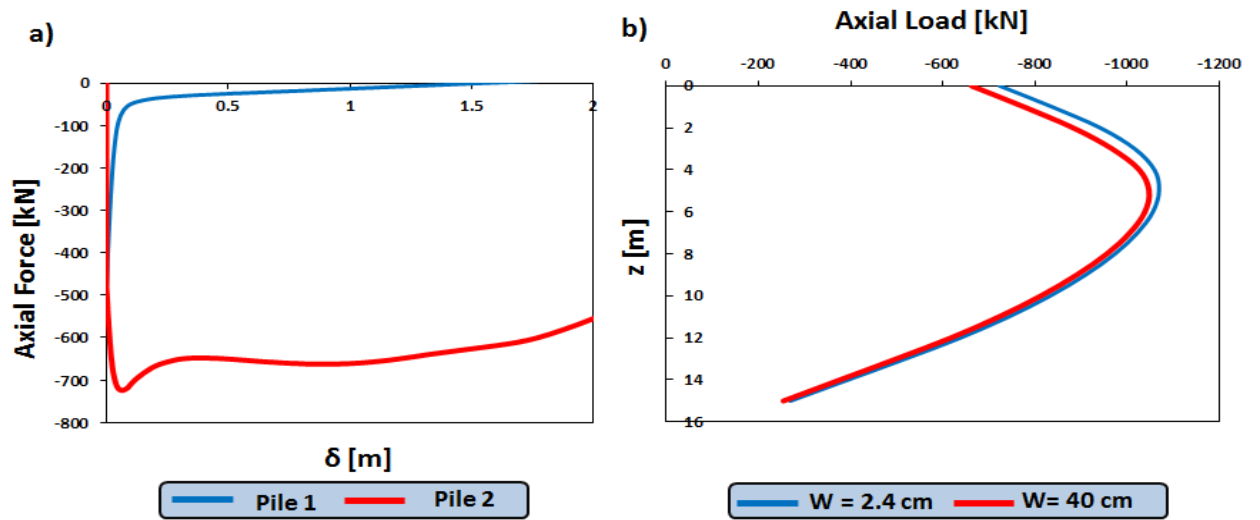 a)
Axial Force [kN]
0
-100
-200
-300
-400
-500
-600
-700
-800
0 0.5 1 1.5 2
δ [m]
Pile 1 Pile 2
b)
Axial Load [kN]
0 -200 -400 -600 -800 -1000 -1200
z [m]
0
2
4
6
8
10
12
14
16
W = 2.4 cm W= 40 cm